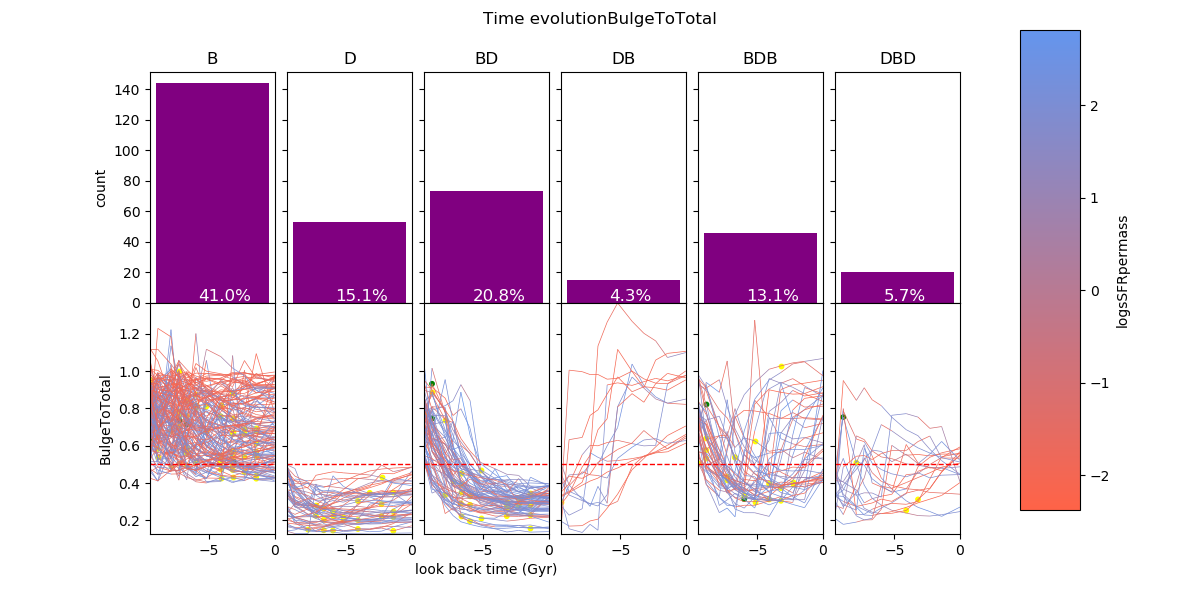 Time evolutionBulgeToTotal
B D BD DB BDB DBD
140
120
100
80
60
40
20
0
count
41.0% 15.1% 20.8% 4.3% 13.1% 5.7%
1.2
1.0
0.8
0.6
0.4
0.2
BulgeToTotal
−5 0 −5 0 −5 0 −5 0 −5 0 −5 0
look back time (Gyr)
2
1
0
−1
−2
logsSFRpermass